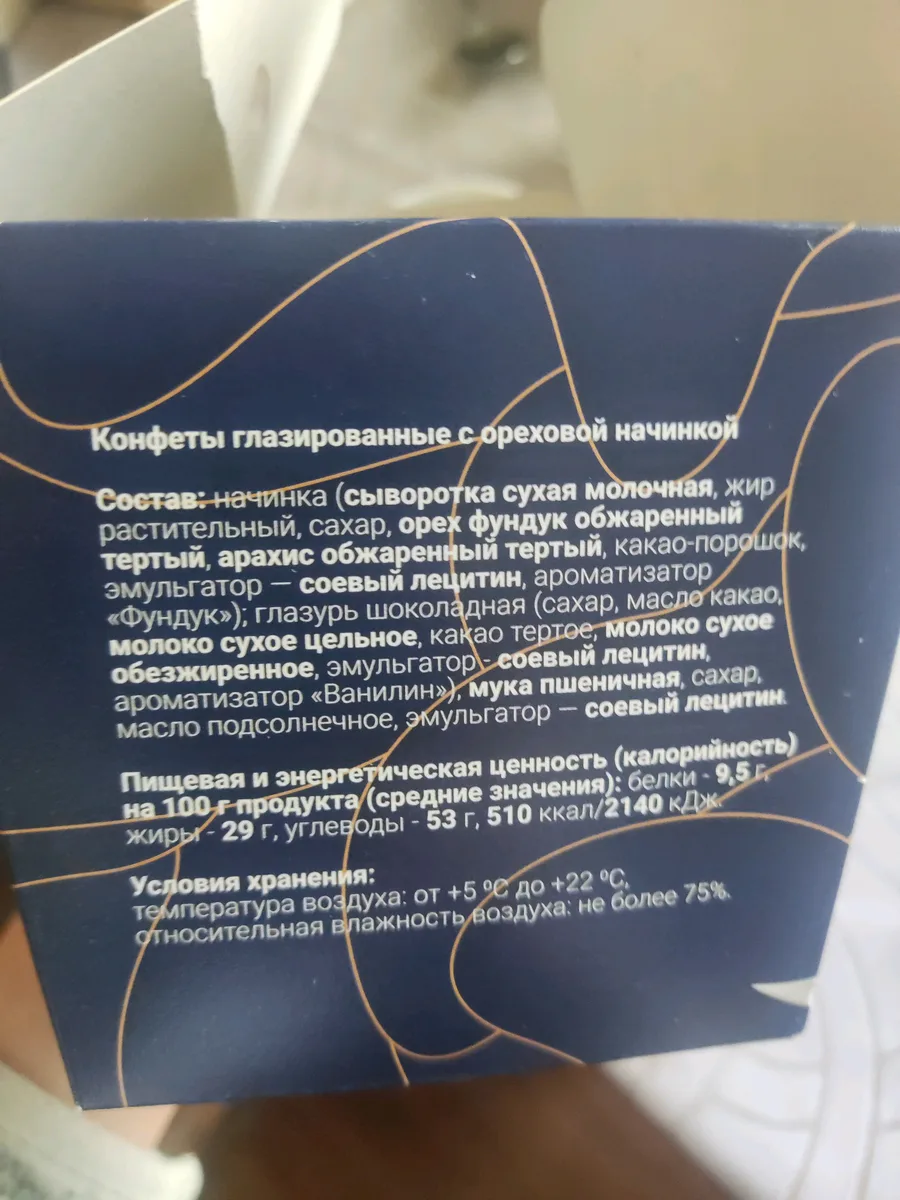 Конфеты глазированные с ореховой начинкой
Состав: начинка (сыворотка сухая молочная, жир
растительный, сахар, орех фундук обжаренный
тертый, арахис обжаренный тертый, какао-порошок,
эмульгатор — соевый лецитин, ароматизатор
«Фундук»); глазурь шоколадная (сахар, масло какао,
молоко сухое цельное, какао тертое, молоко сухое
обезжиренное, эмульгатор - соевый лецитин,
ароматизатор «Ванилин»), мука пшеничная, сахар,
масло подсолнечное, эмульгатор — соевый лецитин.
Пищевая и энергетическая ценность (калорийность)
на 100 г продукта (средние значения): белки - 9,5 г,
жиры - 29 г, углеводы - 53 г, 510 ккал/2140 кДж.
Условия хранения:
температура воздуха: от +5 ºС до +22 ºС,
относительная влажность воздуха: не более 75%.